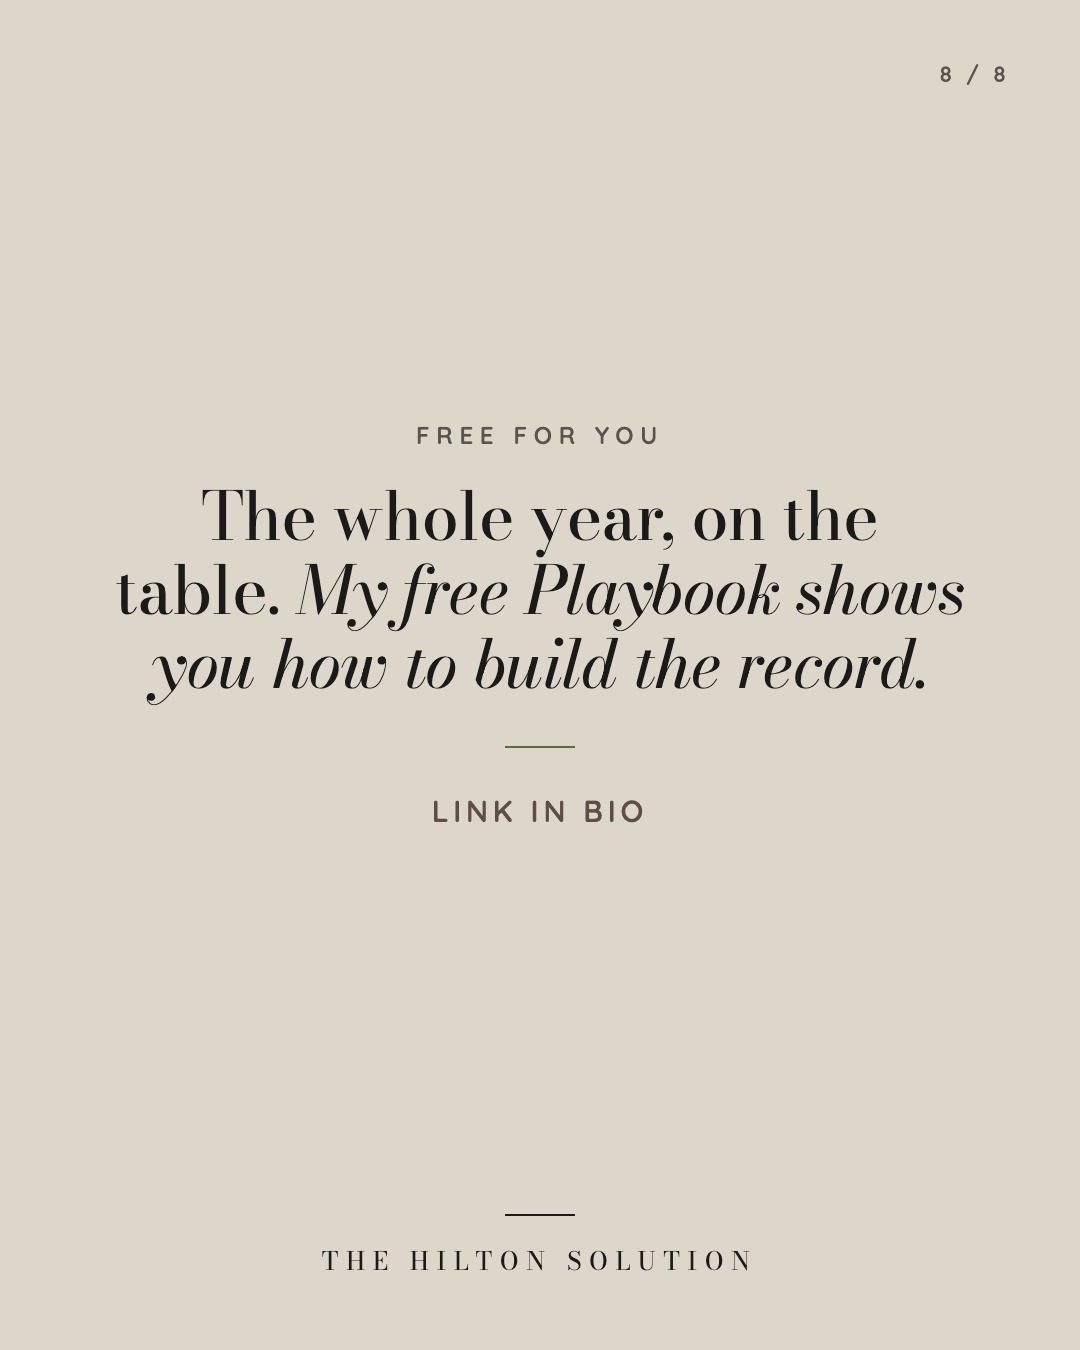 8 / 8
FREE FOR YOU
The whole year, on the
table. My free Playbook shows
you how to build the record.
LINK IN BIO
THE HILTON SOLUTION